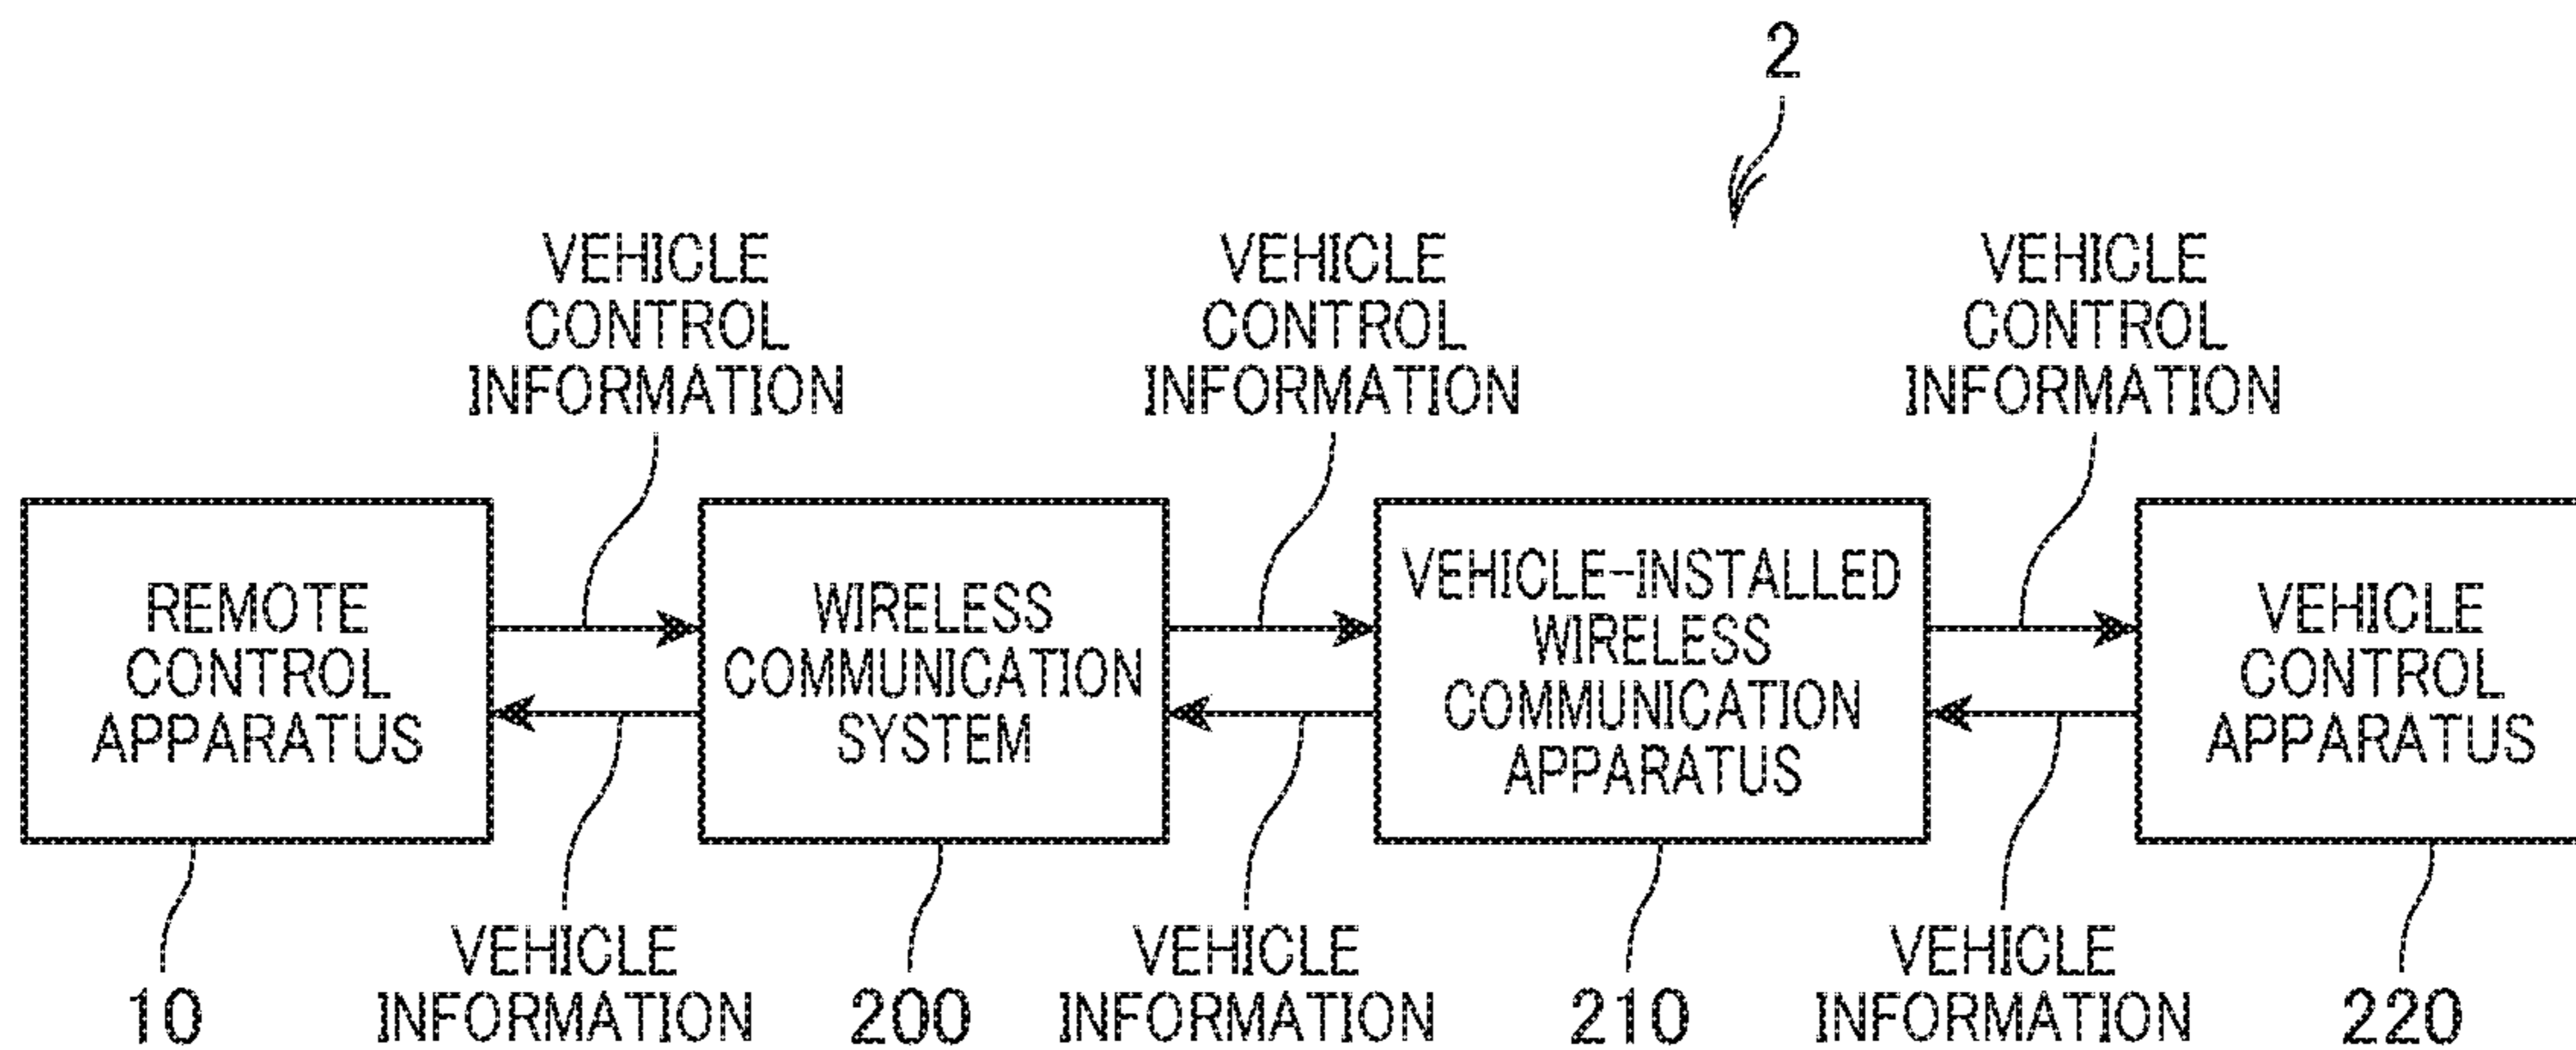 2
VEHICLE
CONTROL
INFORMATION
VEHICLE
CONTROL
INFORMATION
VEHICLE
CONTROL
INFORMATION
REMOTE
CONTROL
APPARATUS
WIRELESS
COMMUNICATION
SYSTEM
VEHICLE-INSTALLED
WIRELESS
COMMUNICATION
APPARATUS
VEHICLE
CONTROL
APPARATUS
10
VEHICLE
INFORMATION
200
VEHICLE
INFORMATION
210
VEHICLE
INFORMATION
220